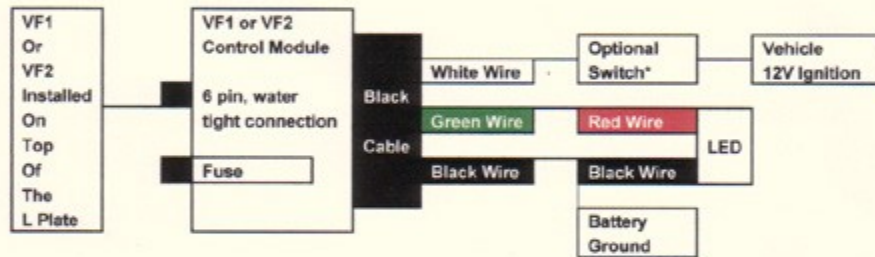 VF1
Or
VF2
Installed
On
Top
Of
The
L Plate
VF1 or VF2
Control Module
6 pin, water
tight connection
Fuse
Black
Cable
White Wire
Green Wire
Black Wire
Optional
Switch*
Red Wire
Black Wire
Battery
Ground
Vehicle
12V Ignition
LED